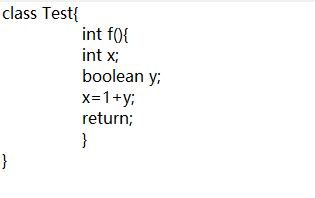 class Test{
int f(){
int x;
boolean y;
x=1+y;
return;
}
}